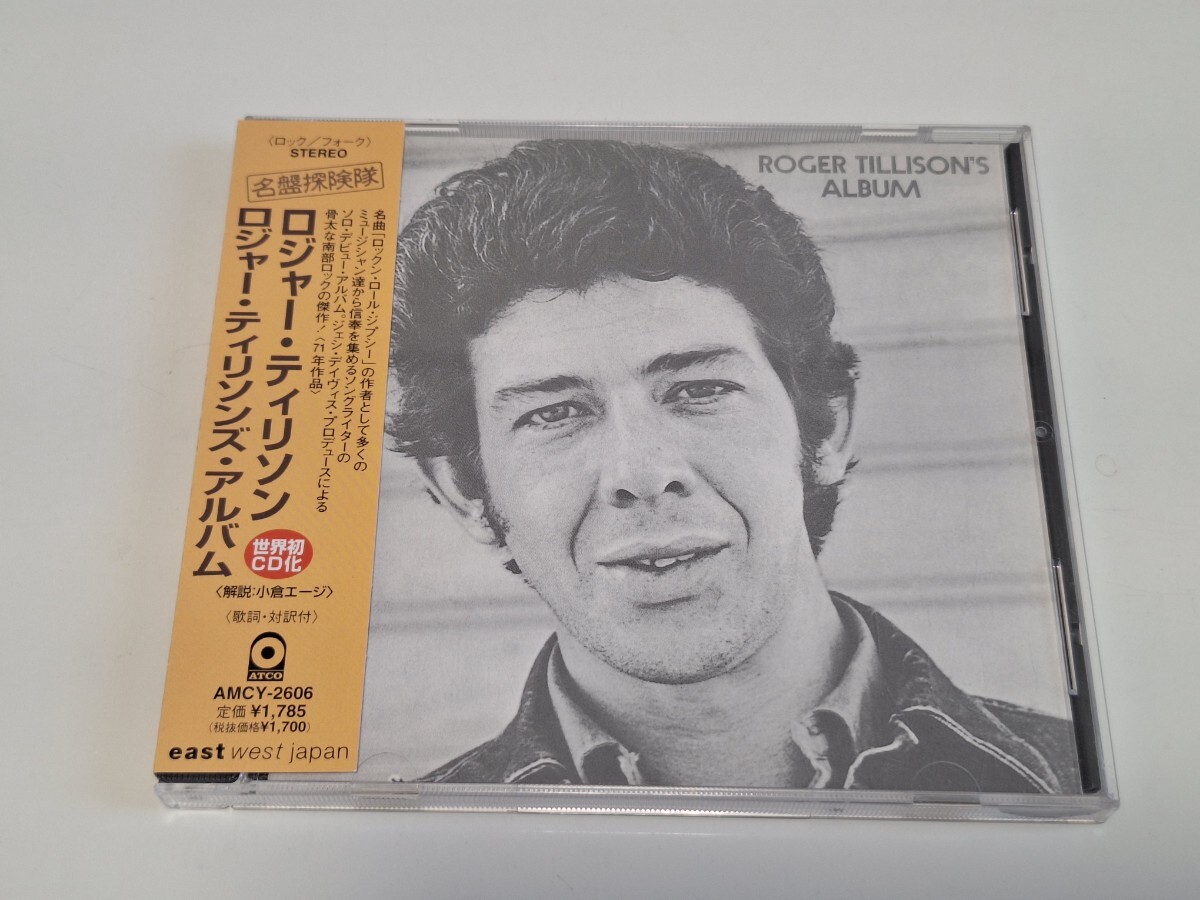 〈ロック/フォーク〉
STEREO
名盤探険隊
名曲「ロックン・ロール・ジプシー」の作者として多くの
ミュージシャン達から信奉を集めるソングライターの
ソロ・デビュー・アルバム。ジェシ・デイヴィス・プロデュースによる
骨太な南部ロックの傑作!〈71年作品〉
ロジャー・ティリソン
ロジャー・ティリソンズ・アルバム
世界初
CD化
〈解説:小倉エージ〉
〈歌詞・対訳付〉
ATCO
AMCY-2606
定価 ¥1,785
(税抜価格¥1,700)
east west japan
ROGER TILLISON'S
ALBUM